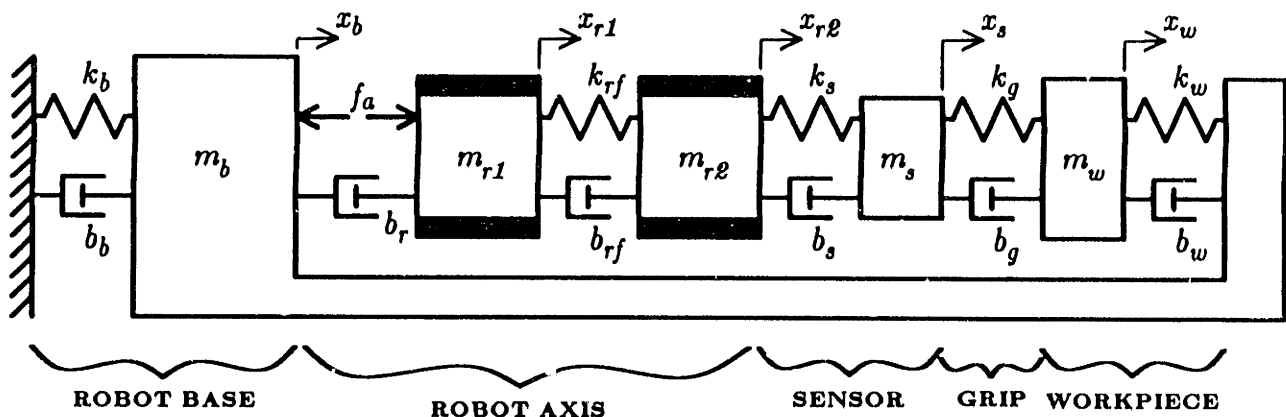 x_b x_r1 x_r2 x_s x_w
k_b f_a k_rf k_s k_g k_w
m_b m_r1 m_r2 m_s m_w
b_b b_r b_rf b_s b_g b_w
ROBOT BASE ROBOT AXIS SENSOR GRIP WORKPIECE